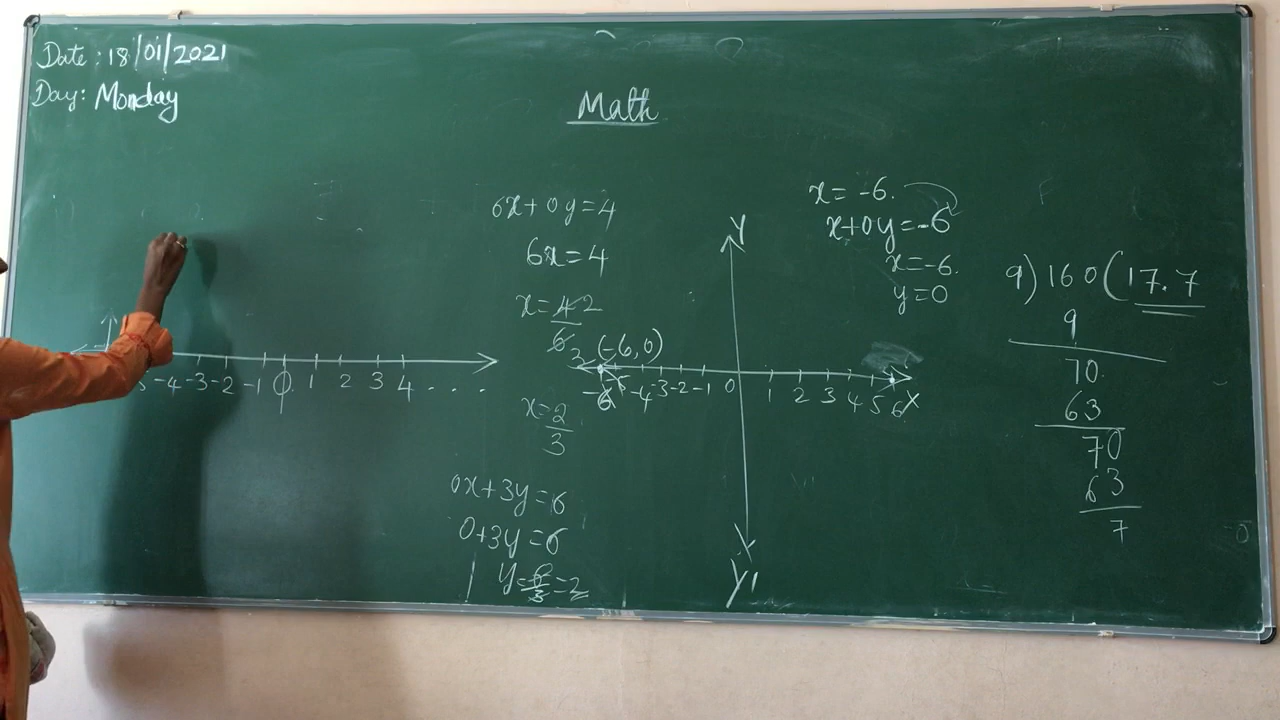 Date: 18/01/2021
Day: Monday
Math
-4 -3 -2 -1 0 1 2 3 4 . . . .
6x+0y=4
6x=4
x=4 2
6 3
x=2
3
0x+3y=6
0+3y=6
y=6/3=2
Y
(-6,0)
-6 -5 -4 -3 -2 -1 0 1 2 3 4 5 6 X
Y1
x= -6.
x+0y=-6
x=-6.
y=0
9)160(17.7
9
70
63
70
63
7